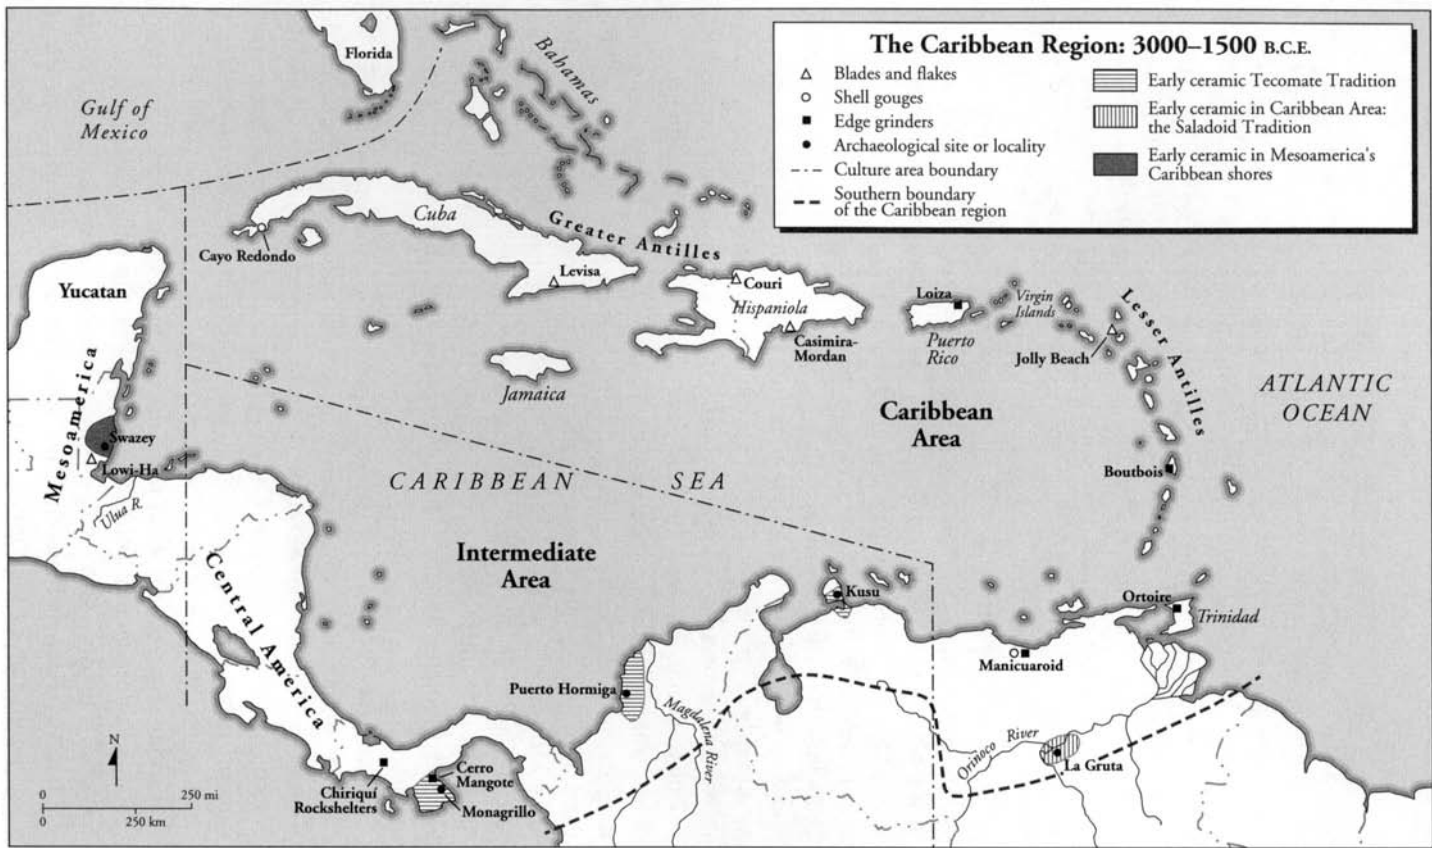 The Caribbean Region: 3000–1500 B.C.E.
Blades and flakes
Shell gouges
Edge grinders
Archaeological site or locality
Culture area boundary
Southern boundary
of the Caribbean region
Early ceramic Tecomate Tradition
Early ceramic in Caribbean Area:
the Saladoid Tradition
Early ceramic in Mesoamerica's
Caribbean shores
Florida
Bahamas
Gulf of
Mexico
Cuba
Greater Antilles
Cayo Redondo
Levisa
Yucatan
Couri
Hispaniola
Loiza
Virgin
Islands
Lesser Antilles
Casimira-
Mordan
Puerto
Rico
Jolly Beach
Jamaica
ATLANTIC
OCEAN
Caribbean
Area
Mesoamerica
Swazey
Lowi-Ha
Boutbois
CARIBBEAN SEA
Ulua R.
Intermediate
Area
Central America
Kusu
Ortoire
Trinidad
Manicuaroid
Puerto Hormiga
Magdalena River
Orinoco River
La Gruta
N
Cerro
Mangote
Chiriquí
Rockshelters
Monagrillo
0 250 mi
0 250 km